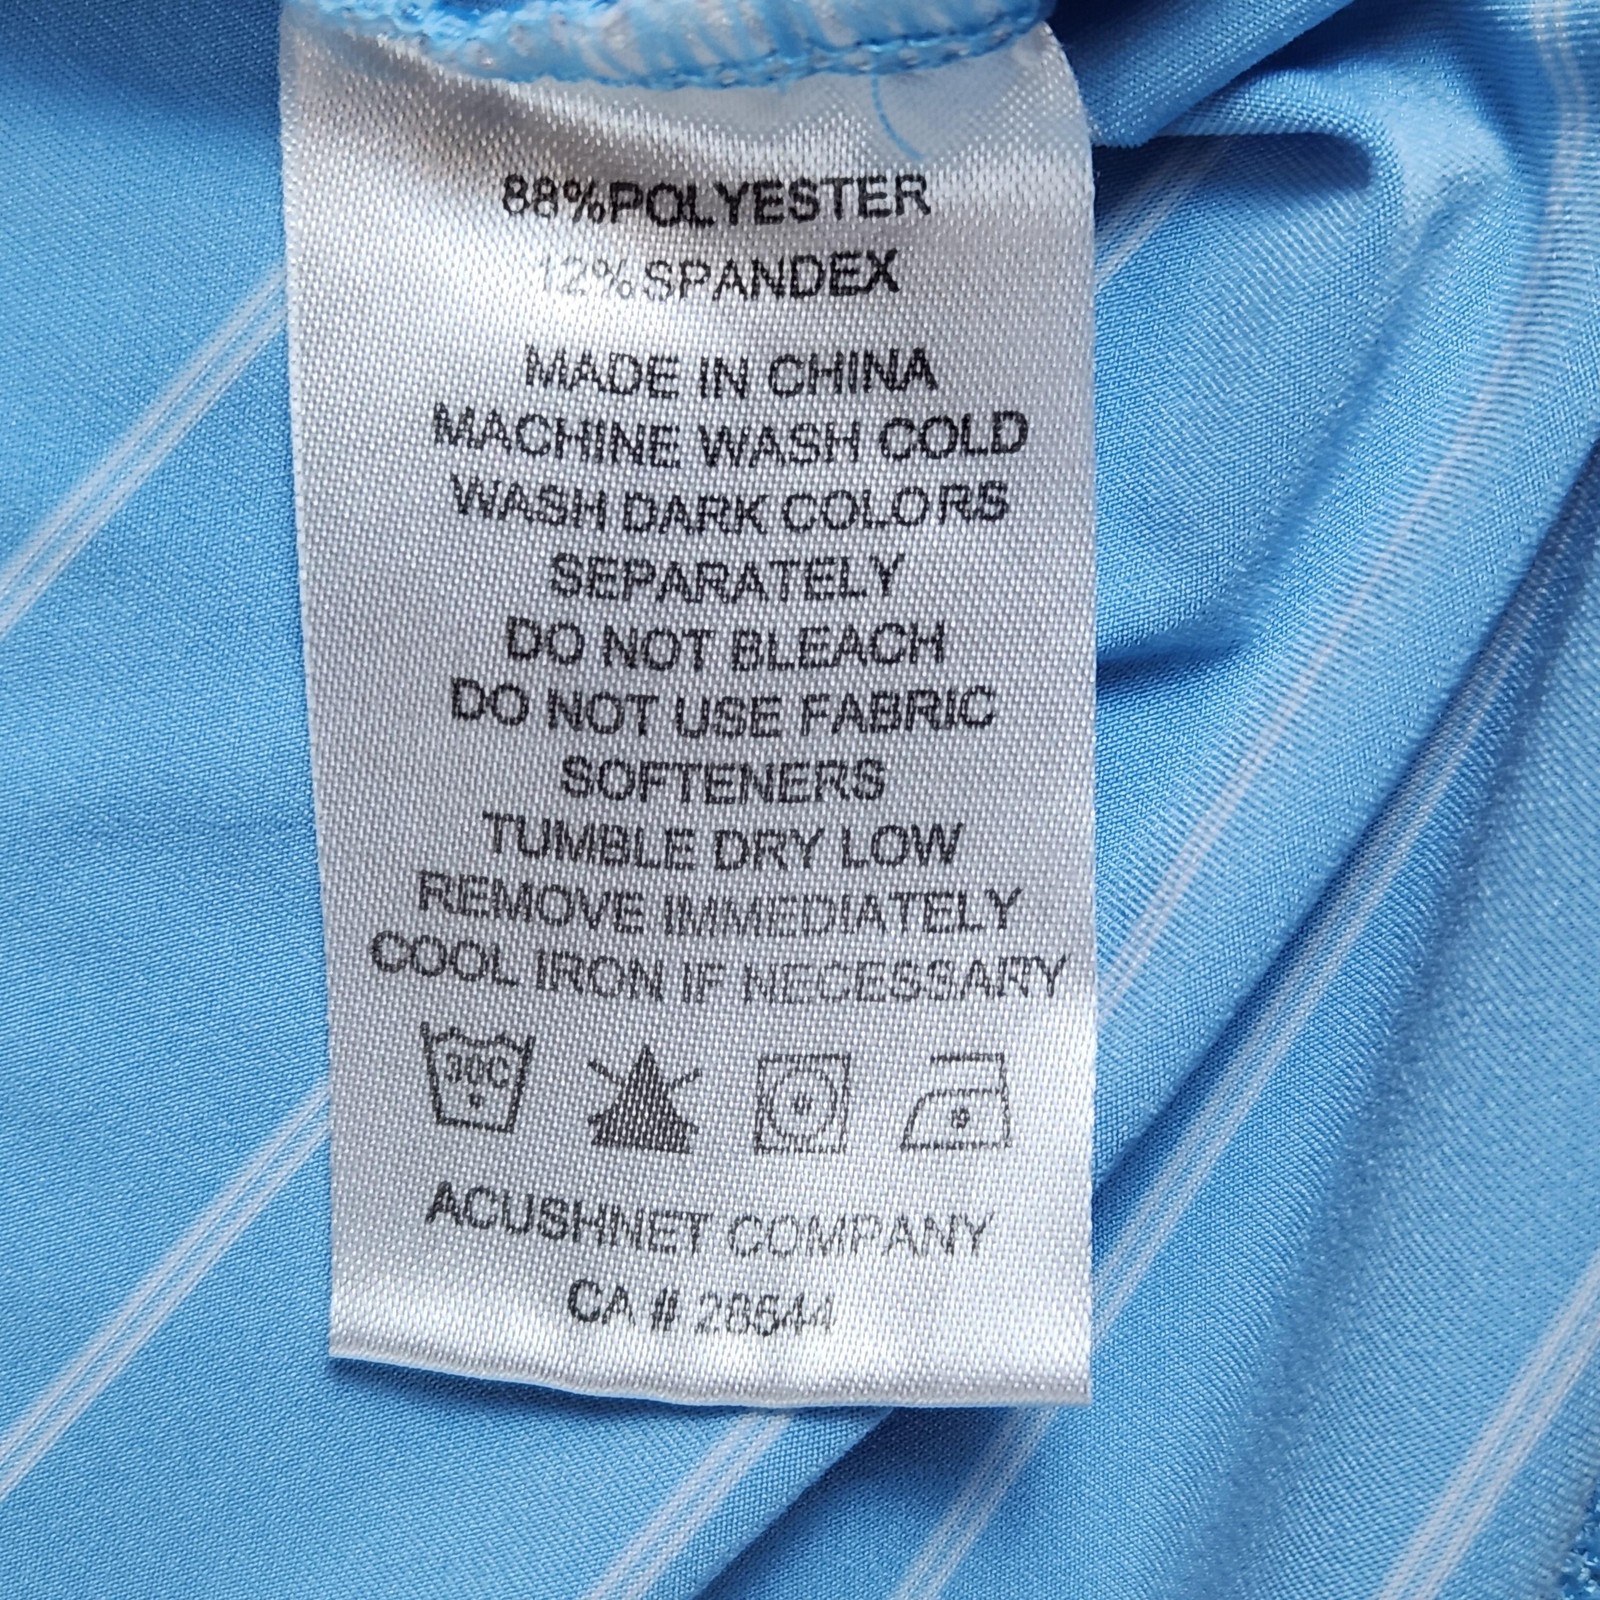 88%POLYESTER
12%SPANDEX
MADE IN CHINA
MACHINE WASH COLD
WASH DARK COLORS
SEPARATELY
DO NOT BLEACH
DO NOT USE FABRIC
SOFTENERS
TUMBLE DRY LOW
REMOVE IMMEDIATELY
COOL IRON IF NECESSARY
30C
ACUSHNET COMPANY
CA # 28544